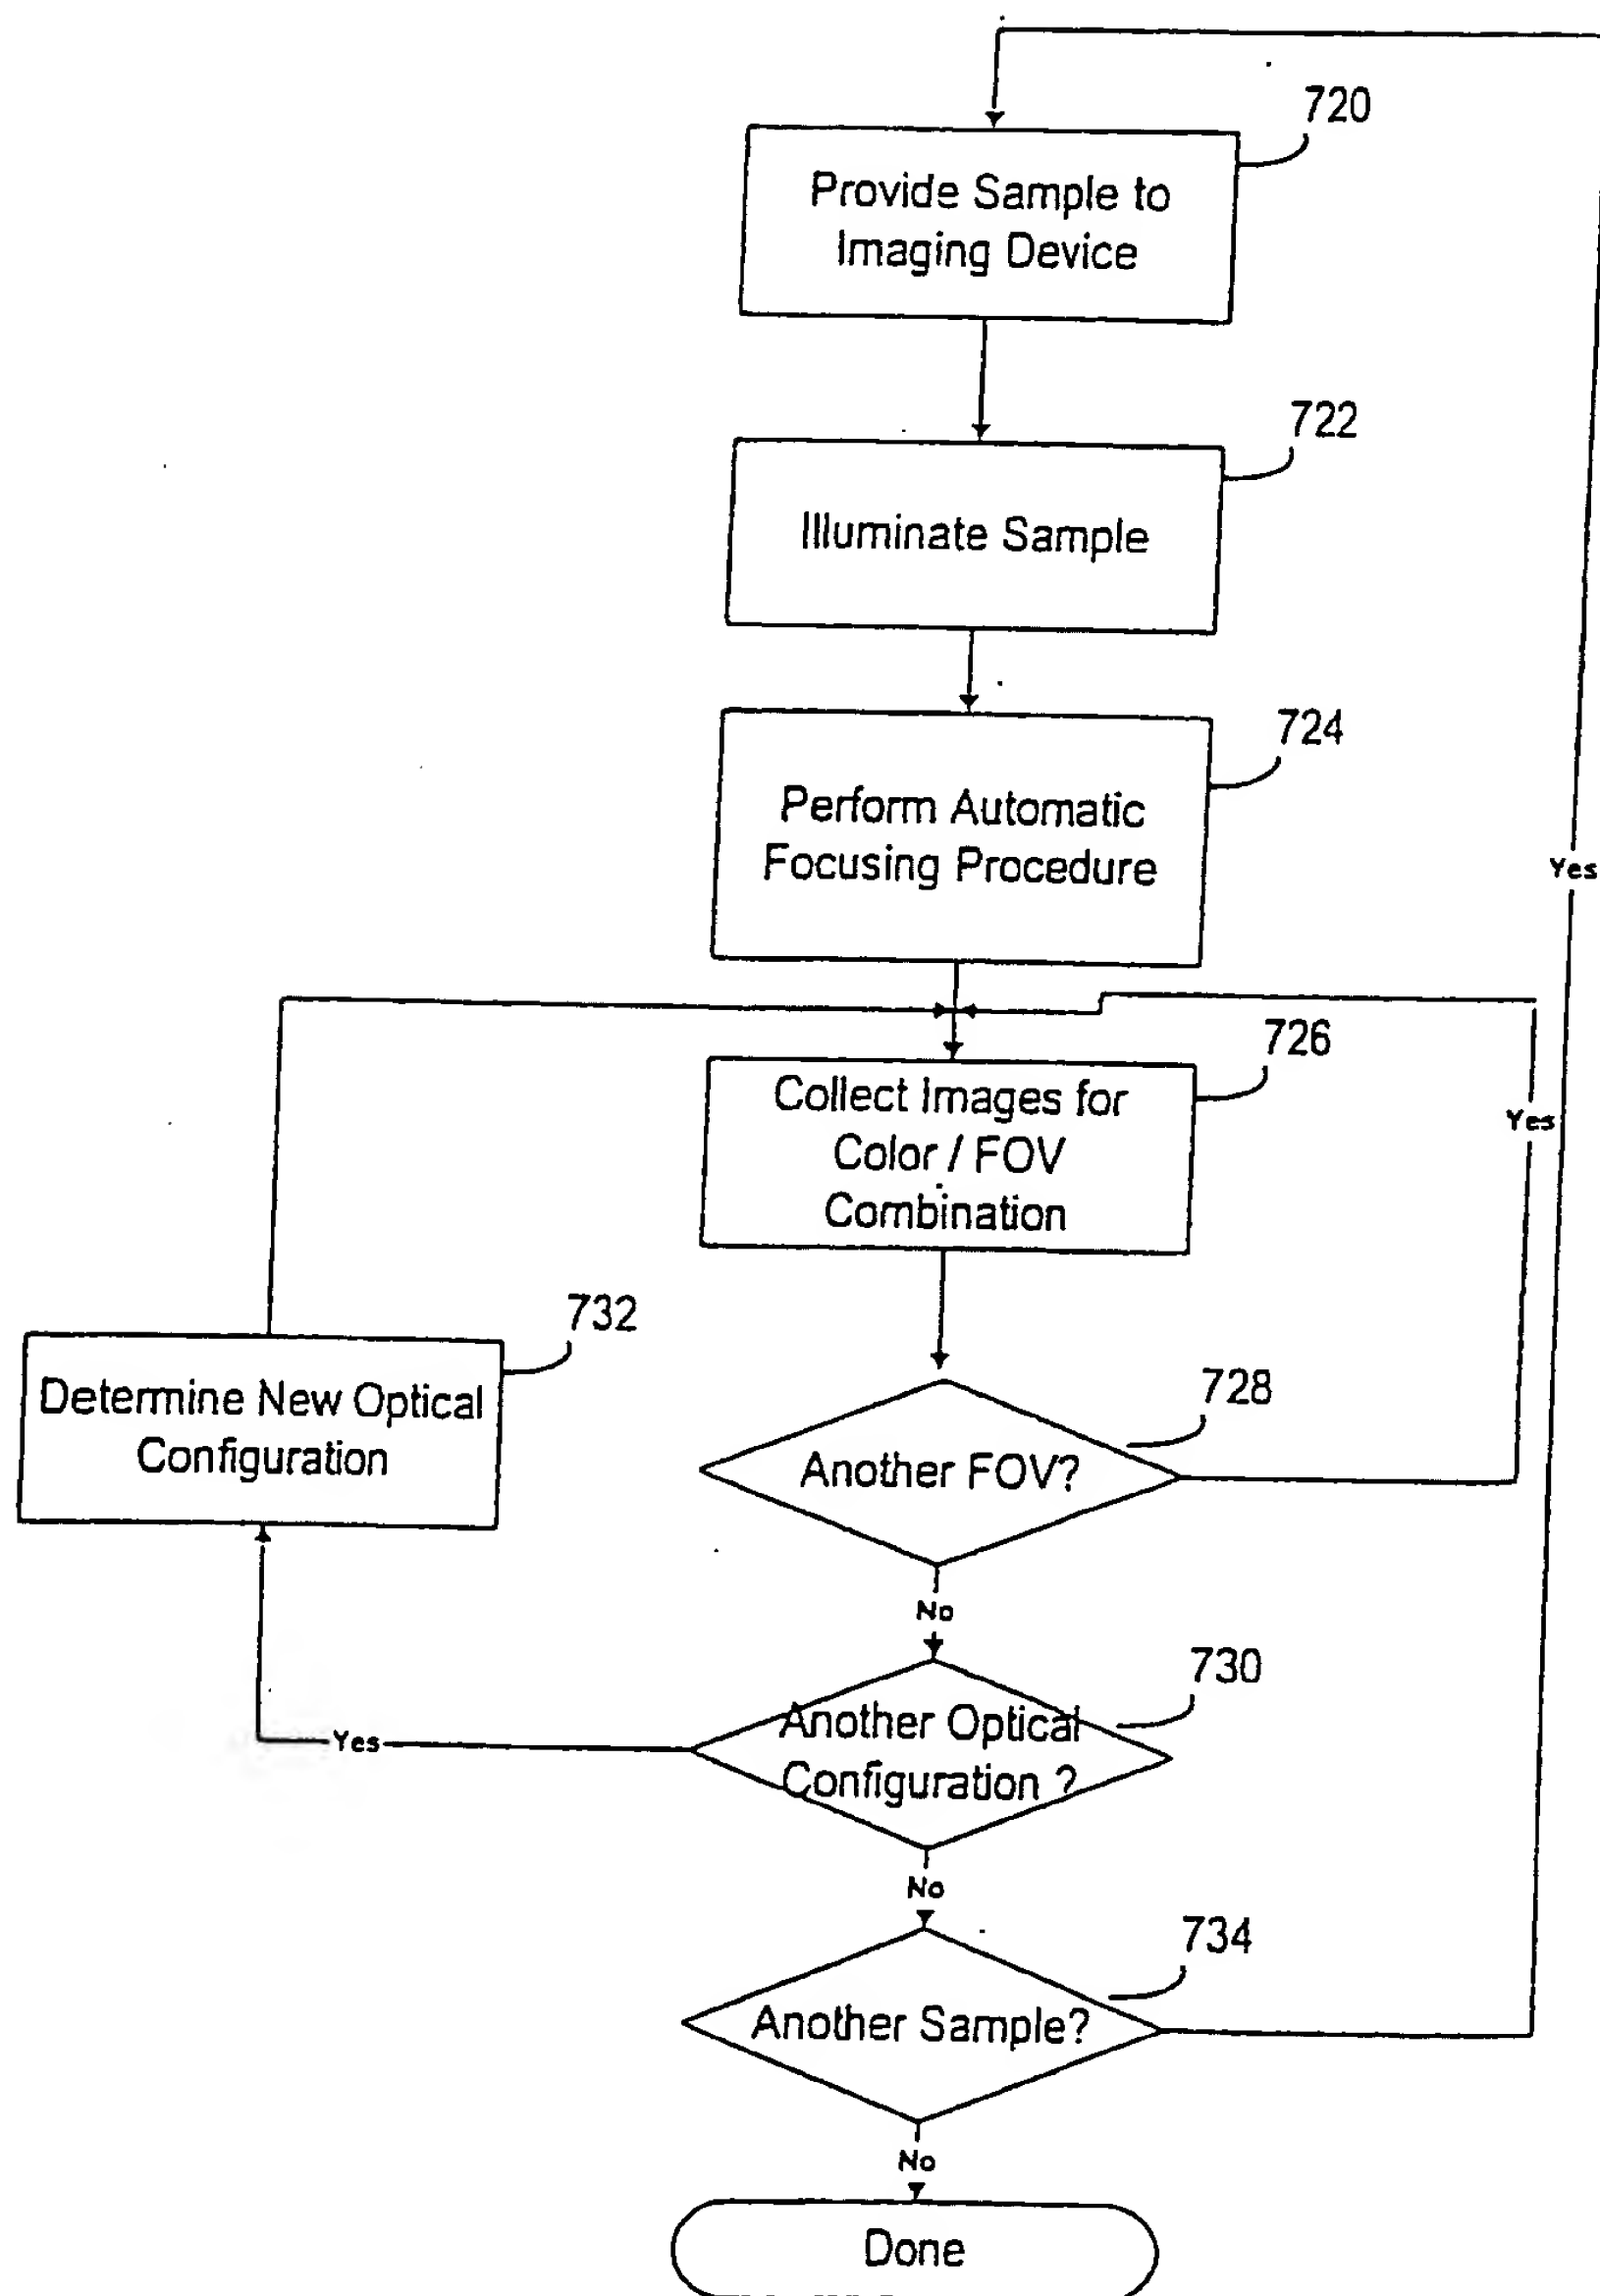 720
Provide Sample to
Imaging Device
722
Illuminate Sample
724
Perform Automatic
Focusing Procedure
Yes
726
Collect Images for
Color / FOV
Combination
Yes
732
Determine New Optical
Configuration
728
Another FOV?
No
730
Another Optical
Configuration ?
Yes
No
734
Another Sample?
No
Done